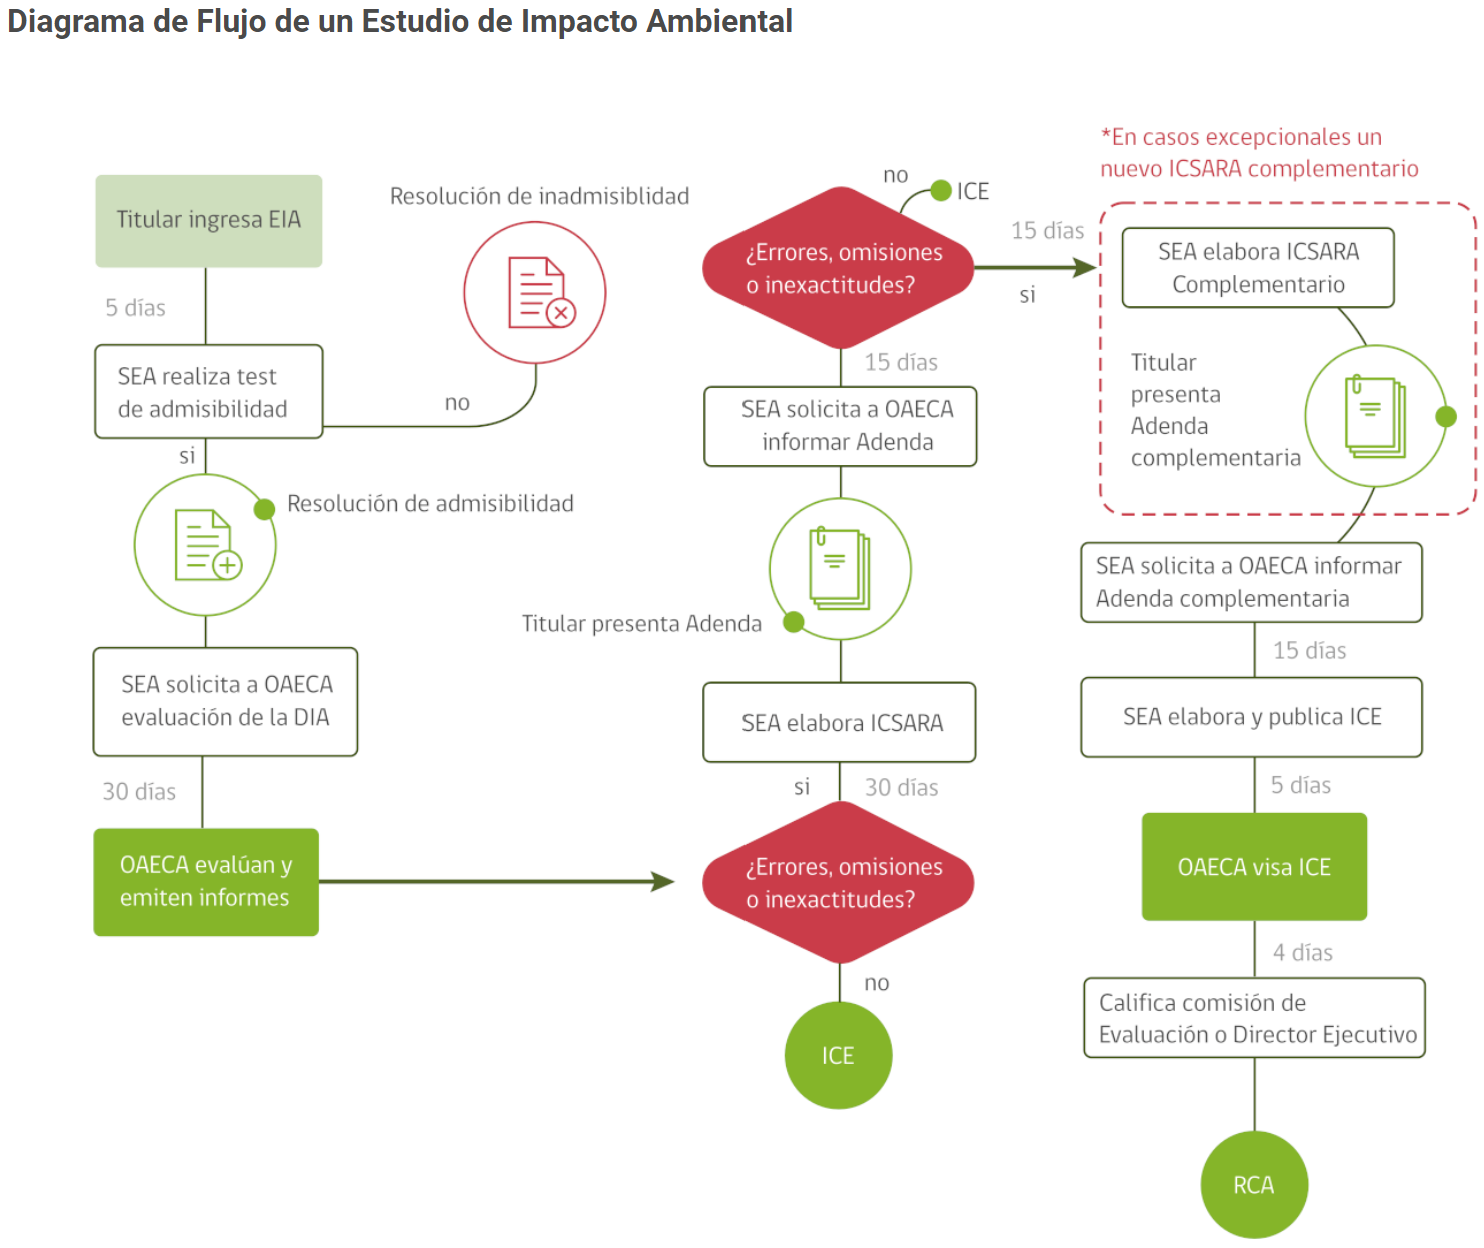 Diagrama de Flujo de un Estudio de Impacto Ambiental
Titular ingresa EIA
5 días
SEA realiza test
de admisibilidad
no
Resolución de inadmisiblidad
si
Resolución de admisibilidad
SEA solicita a OAECA
evaluación de la DIA
30 días
OAECA evalúan y
emiten informes
¿Errores, omisiones
o inexactitudes?
no
ICE
si
30 días
SEA elabora ICSARA
Titular presenta Adenda
SEA solicita a OAECA
informar Adenda
15 días
¿Errores, omisiones
o inexactitudes?
no
ICE
15 días
si
*En casos excepcionales un
nuevo ICSARA complementario
SEA elabora ICSARA
Complementario
Titular
presenta
Adenda
complementaria
SEA solicita a OAECA informar
Adenda complementaria
15 días
SEA elabora y publica ICE
5 días
OAECA visa ICE
4 días
Califica comisión de
Evaluación o Director Ejecutivo
RCA